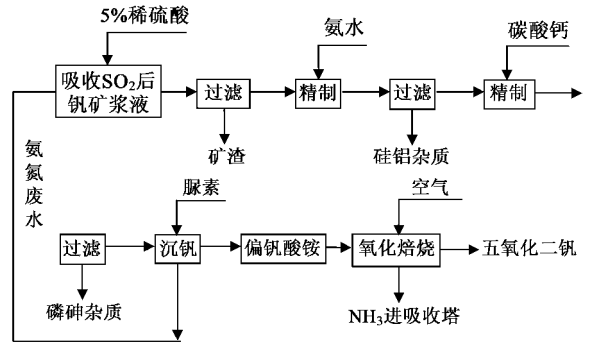 5%稀硫酸
氨水
碳酸钙
吸收SO₂后
钒矿浆液
过滤
精制
过滤
精制
矿渣
硅铝杂质
氨氮废水
脲素
空气
过滤
沉钒
偏钒酸铵
氧化焙烧
五氧化二钒
磷砷杂质
NH₃进吸收塔